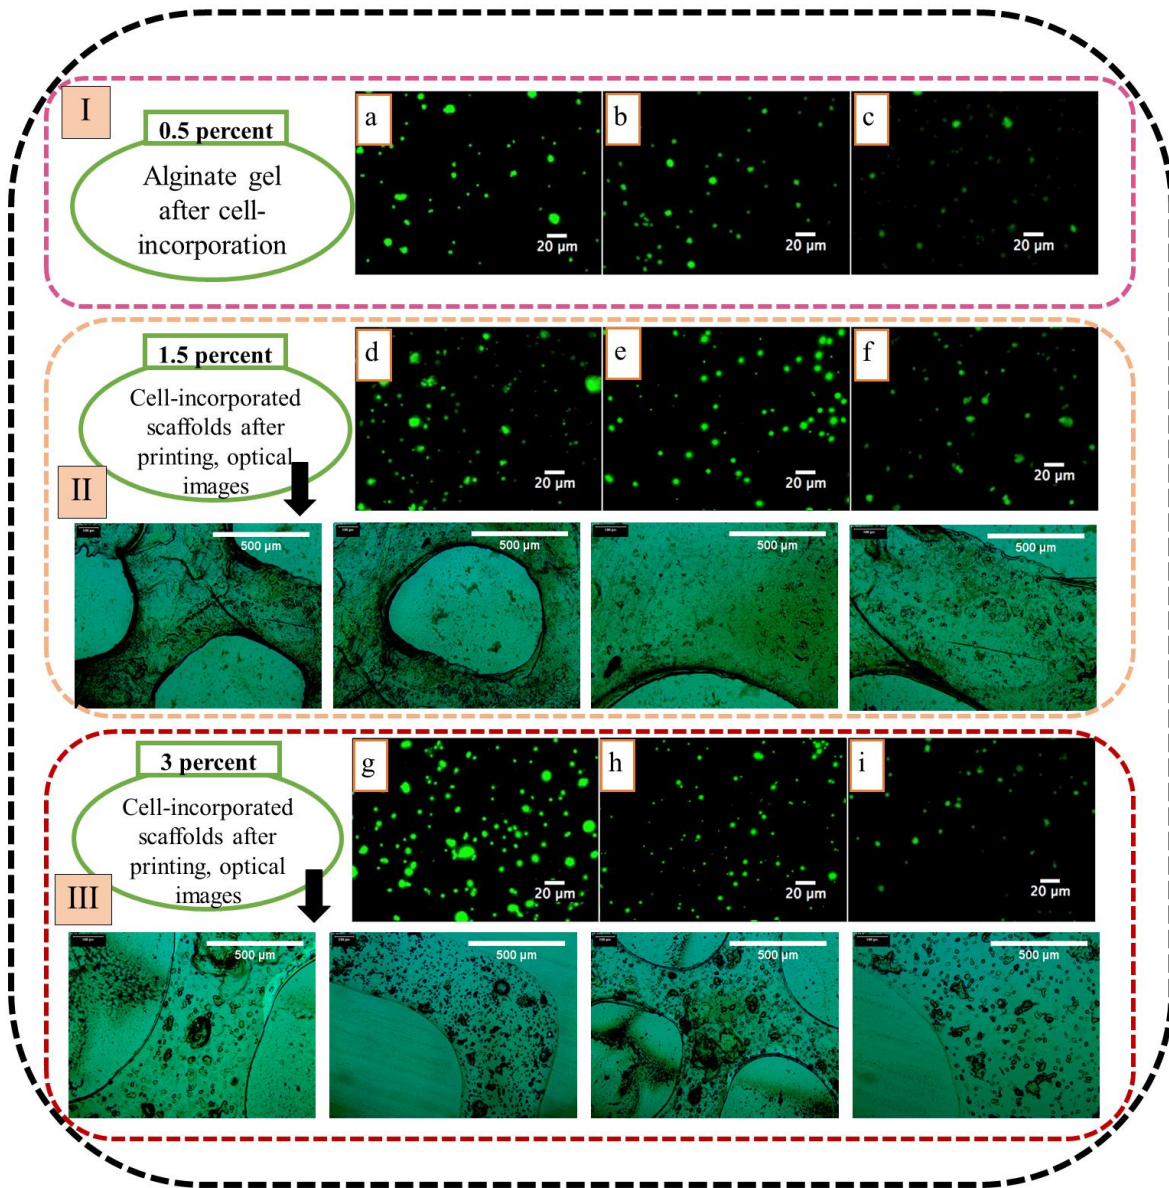 I
0.5 percent
Alginate gel
after cell-
incorporation
a
b
c
20 µm
20 µm
20 µm
1.5 percent
Cell-incorporated
scaffolds after
printing, optical
images
II
d
e
f
20 µm
20 µm
20 µm
500 µm
500 µm
500 µm
500 µm
3 percent
Cell-incorporated
scaffolds after
printing, optical
images
III
g
h
i
20 µm
20 µm
20 µm
500 µm
500 µm
500 µm
500 µm